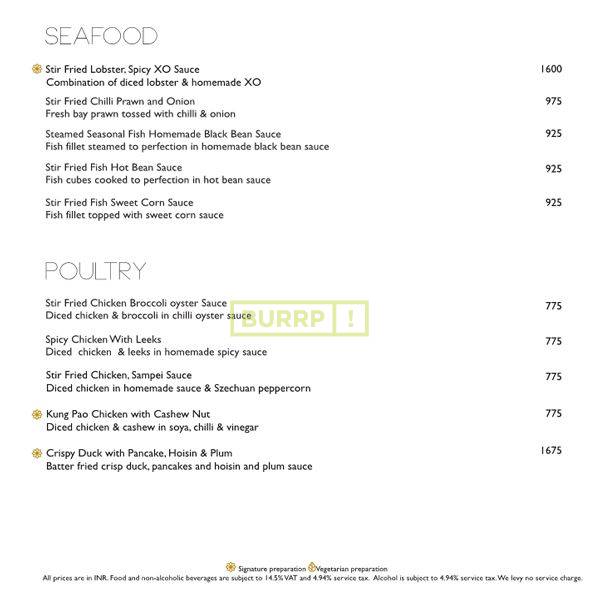 SEAFOOD
Stir Fried Lobster, Spicy XO Sauce 1600
Combination of diced lobster & homemade XO
Stir Fried Chilli Prawn and Onion 975
Fresh bay prawn tossed with chilli & onion
Steamed Seasonal Fish Homemade Black Bean Sauce 925
Fish fillet steamed to perfection in homemade black bean sauce
Stir Fried Fish Hot Bean Sauce 925
Fish cubes cooked to perfection in hot bean sauce
Stir Fried Fish Sweet Corn Sauce 925
Fish fillet topped with sweet corn sauce
POULTRY
Stir Fried Chicken Broccoli oyster Sauce 775
Diced chicken & broccoli in chilli oyster sauce
BURRP!
Spicy Chicken With Leeks 775
Diced chicken & leeks in homemade spicy sauce
Stir Fried Chicken, Sampei Sauce 775
Diced chicken in homemade sauce & Szechuan peppercorn
Kung Pao Chicken with Cashew Nut 775
Diced chicken & cashew in soya, chilli & vinegar
Crispy Duck with Pancake, Hoisin & Plum 1675
Batter fried crisp duck, pancakes and hoisin and plum sauce
Signature preparation Vegetarian preparation
All prices are in INR. Food and non-alcoholic beverages are subject to 14.5% VAT and 4.94% service tax. Alcohol is subject to 4.94% service tax. We levy no service charge.